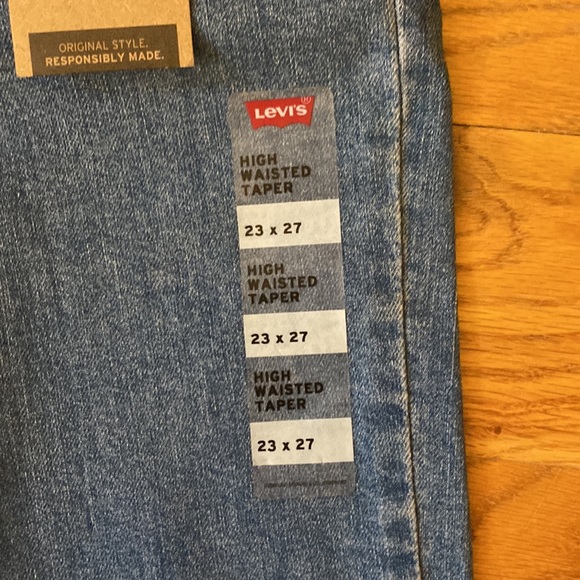 ORIGINAL STYLE.
RESPONSIBLY MADE.
Levi's
HIGH
WAISTED
TAPER
23 x 27
HIGH
WAISTED
TAPER
23 x 27
HIGH
WAISTED
TAPER
23 x 27